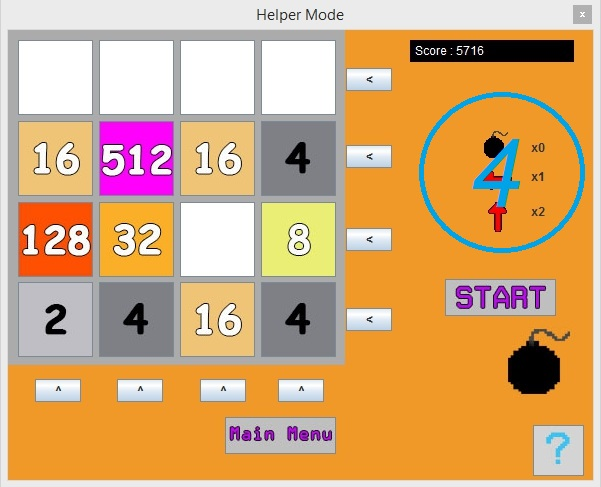 Helper Mode
x
Score : 5716
<
16 512 16 4
<
4
x0
x1
x2
128 32 8
<
START
2 4 16 4
<
^ ^ ^ ^
Main Menu
?